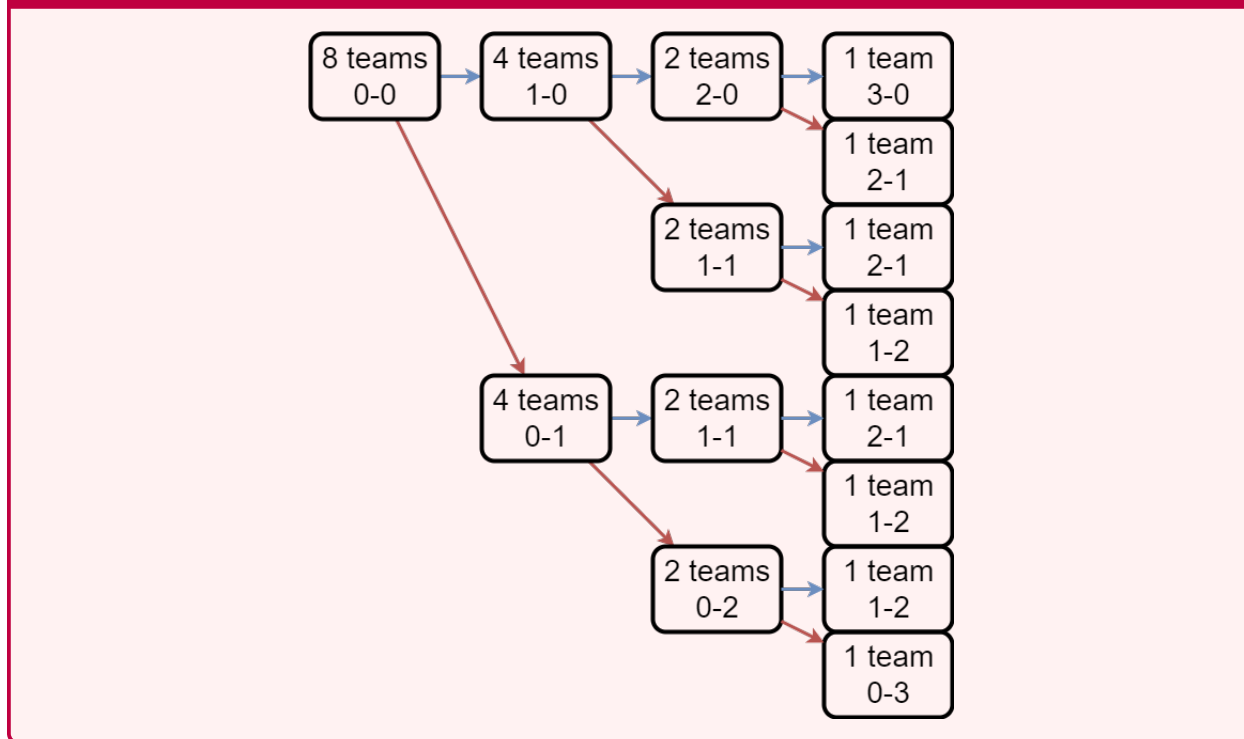 8 teams
0-0
4 teams
1-0
2 teams
2-0
1 team
3-0
1 team
2-1
2 teams
1-1
1 team
2-1
1 team
1-2
4 teams
0-1
2 teams
1-1
1 team
2-1
1 team
1-2
2 teams
0-2
1 team
1-2
1 team
0-3